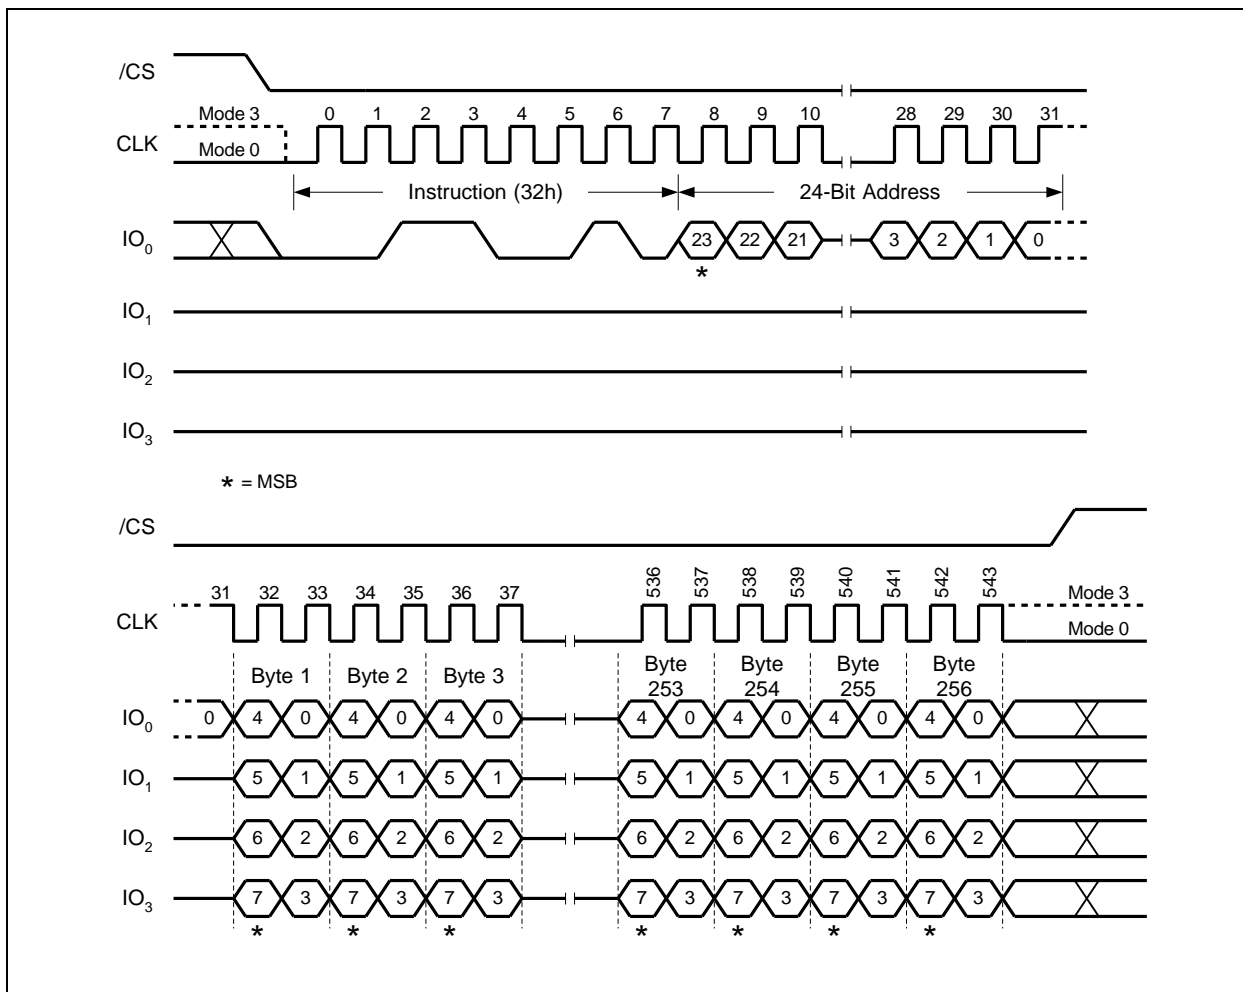 /CS
Mode 3 0 1 2 3 4 5 6 7 8 9 10 28 29 30 31
CLK
Mode 0
Instruction (32h) 24-Bit Address
IO0 23 22 21 3 2 1 0
*
IO1
IO2
IO3
* = MSB
/CS
31 32 33 34 35 36 37 536 537 538 539 540 541 542 543 Mode 3
CLK
Mode 0
Byte 1 Byte 2 Byte 3 Byte 253 Byte 254 Byte 255 Byte 256
IO0 0 4 0 4 0 4 0 4 0 4 0 4 0 4 0
IO1 5 1 5 1 5 1 5 1 5 1 5 1 5 1
IO2 6 2 6 2 6 2 6 2 6 2 6 2 6 2
IO3 7 3 7 3 7 3 7 3 7 3 7 3 7 3
* * * * * * *